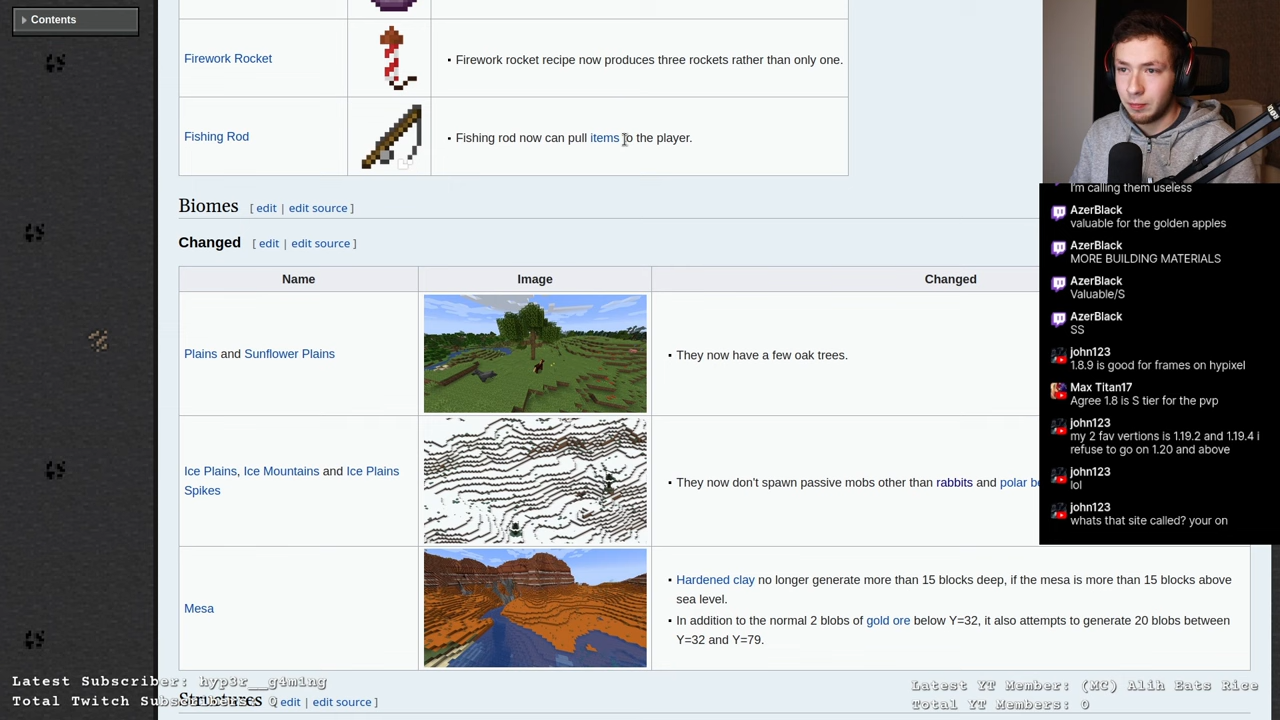 Contents
Firework Rocket
Firework rocket recipe now produces three rockets rather than only one.
Fishing Rod
Fishing rod now can pull items to the player.
Biomes [ edit | edit source ]
Changed [ edit | edit source ]
Name Image Changed
Plains and Sunflower Plains
They now have a few oak trees.
Ice Plains, Ice Mountains and Ice Plains
Spikes
They now don't spawn passive mobs other than rabbits and polar
Mesa
Hardened clay no longer generate more than 15 blocks deep, if the mesa is more than 15 blocks above
sea level.
In addition to the normal 2 blobs of gold ore below Y=32, it also attempts to generate 20 blobs between
Y=32 and Y=79.
Structures [ edit | edit source ]
I'm calling them useless
AzerBlack
valuable for the golden apples
AzerBlack
MORE BUILDING MATERIALS
AzerBlack
Valuable/S
AzerBlack
SS
john123
1.8.9 is good for frames on hypixel
Max Titan17
Agree 1.8 is S tier for the pvp
john123
my 2 fav vertions is 1.19.2 and 1.19.4 i
refuse to go on 1.20 and above
john123
lol
john123
whats that site called? your on
Latest Subscriber: hyp3r__g4m1ng
Total Twitch Subscribers: 0
Latest YT Member: (MC) Alih Eats Rice
Total YT Members: 0